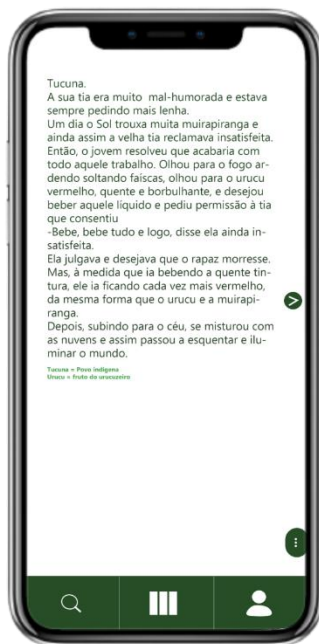 Tucuna.
A sua tia era muito  mal-humorada e estava
sempre pedindo mais lenha.
Um dia o Sol trouxa muita muirapiranga e
ainda assim a velha tia reclamava insatisfeita.
Então, o jovem resolveu que acabaria com
todo aquele trabalho. Olhou para o fogo ar-
dendo soltando faiscas, olhou para o urucu
vermelho, quente e borbulhante, e desejou
beber aquele liquido e pediu permissão à tia
que consentiu
-Bebe, bebe tudo e logo, disse ela ainda in-
satisfeita.
Ela julgava e desejava que o rapaz morresse.
Mas, à medida que ia bebendo a quente tin-
tura, ele ia ficando cada vez mais vermelho,
da mesma forma que o urucu e a muirapi-
ranga.
Depois, subindo para o céu, se misturou com
as nuvens e assim passou a esquentar e ilu-
minar o mundo.
Tucuna = Povo indigena
Urucu = Fruto do urucuzeiro